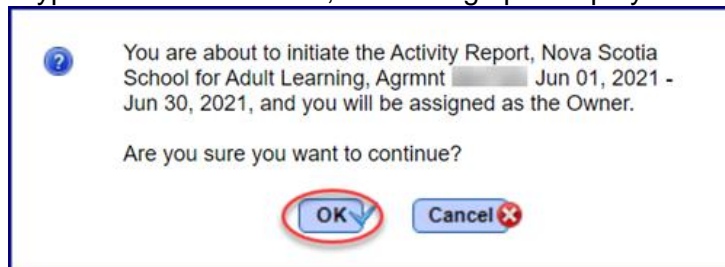 You are about to initiate the Activity Report, Nova Scotia
School for Adult Learning, Agrmnt Jun 01, 2021 -
Jun 30, 2021, and you will be assigned as the Owner.
Are you sure you want to continue?
OK Cancel